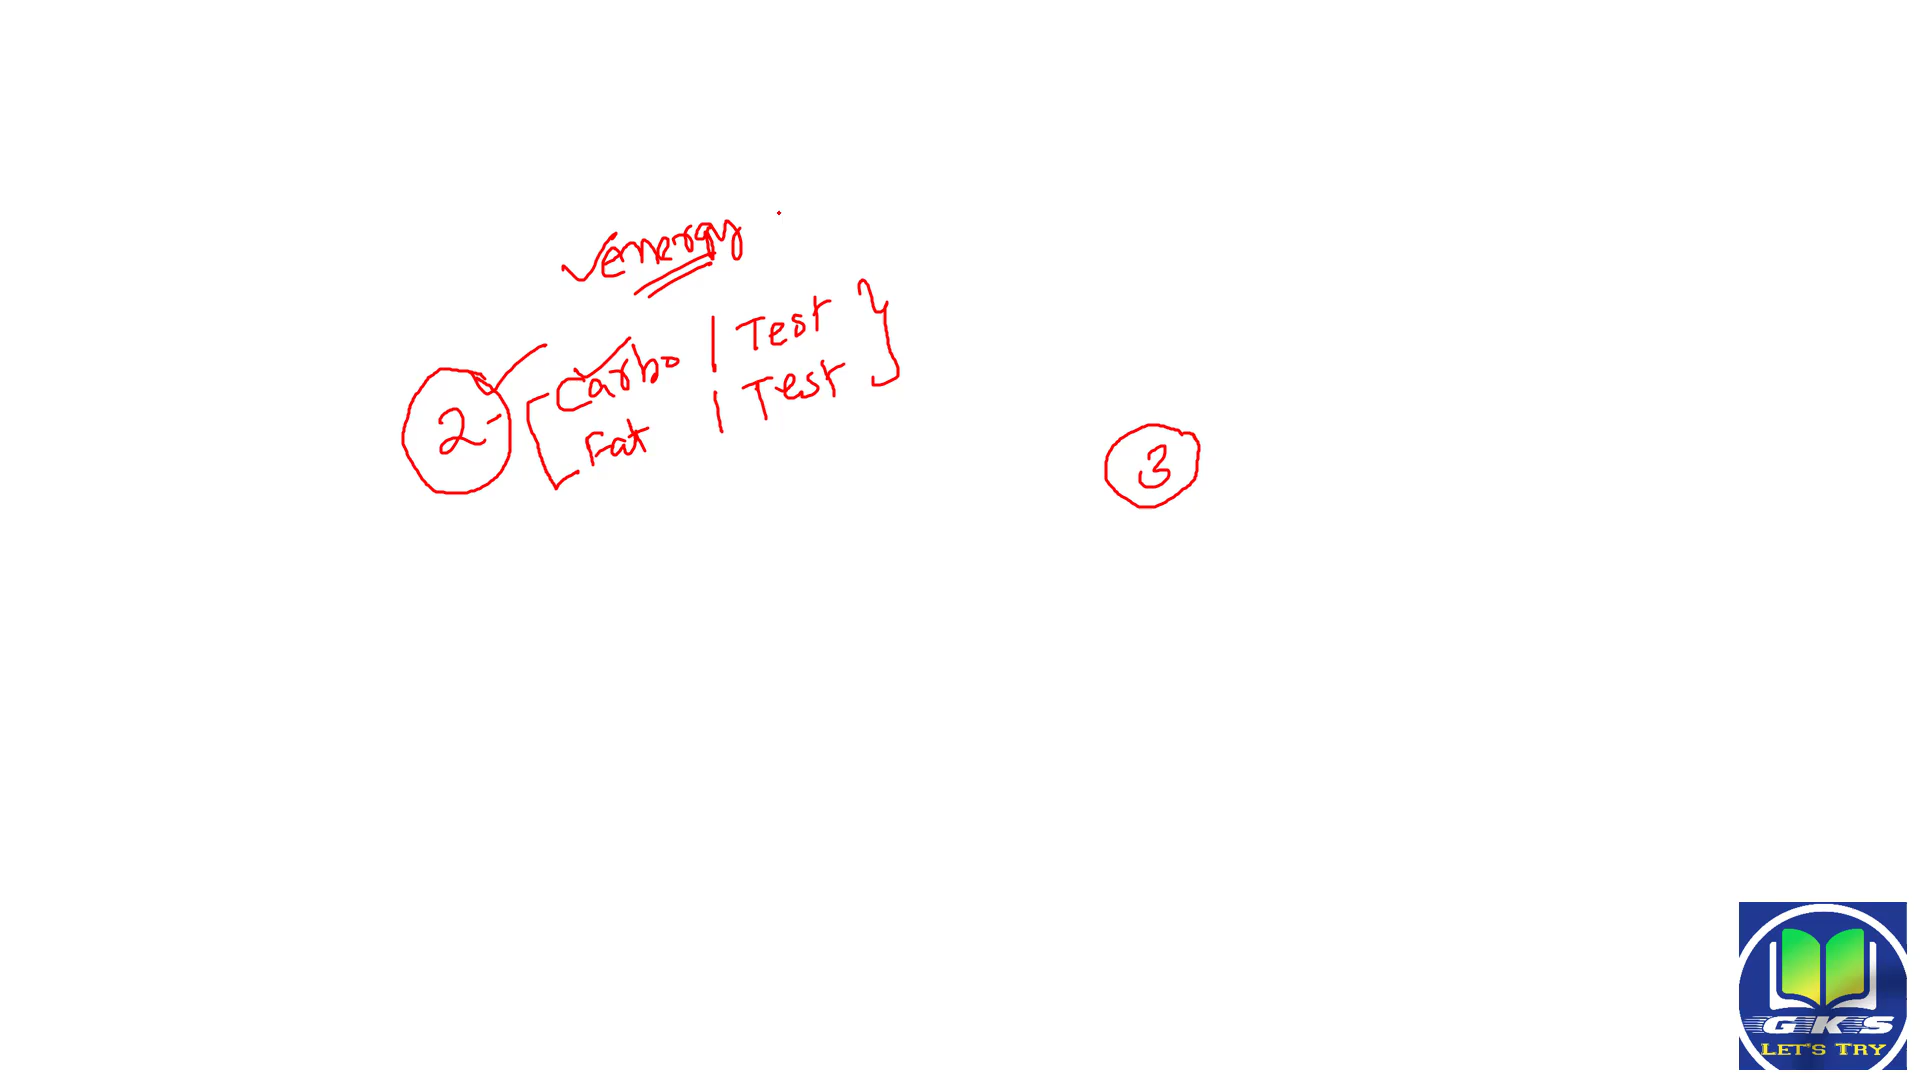 energy
2 - [ Carbo | Test }
Fat | Test
3
GKS
LET'S TRY